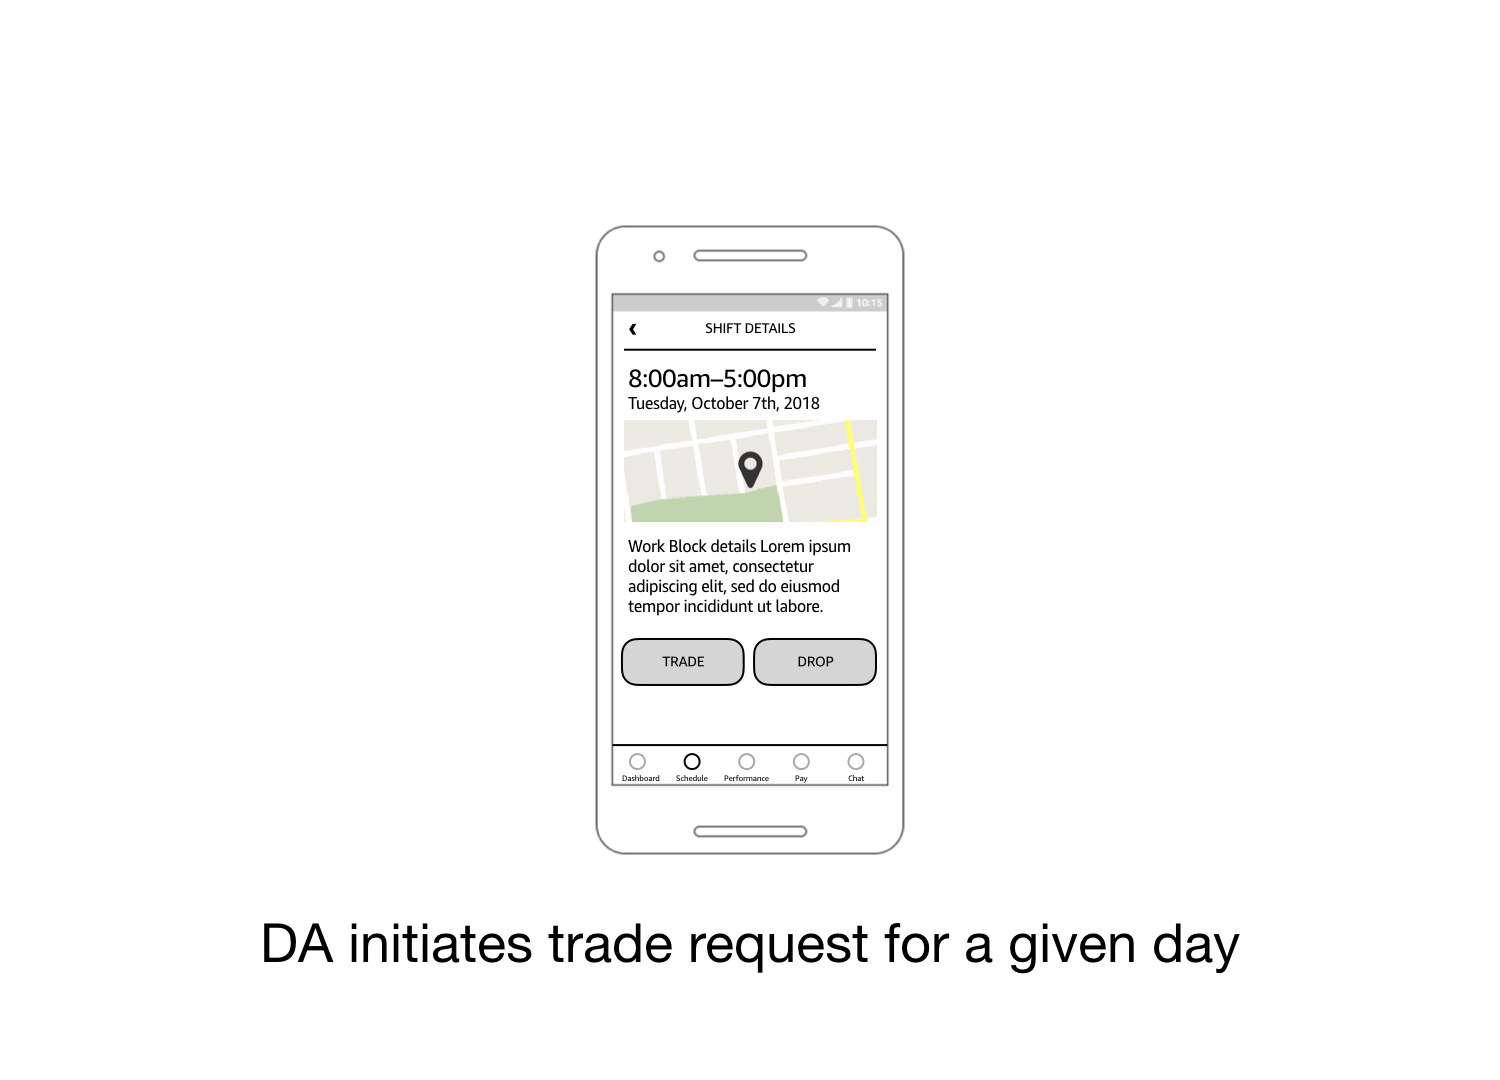 10:15
SHIFT DETAILS
8:00am–5:00pm
Tuesday, October 7th, 2018
Work Block details Lorem ipsum
dolor sit amet, consectetur
adipiscing elit, sed do eiusmod
tempor incididunt ut labore.
TRADE DROP
Dashboard Schedule Performance Pay Chat
DA initiates trade request for a given day